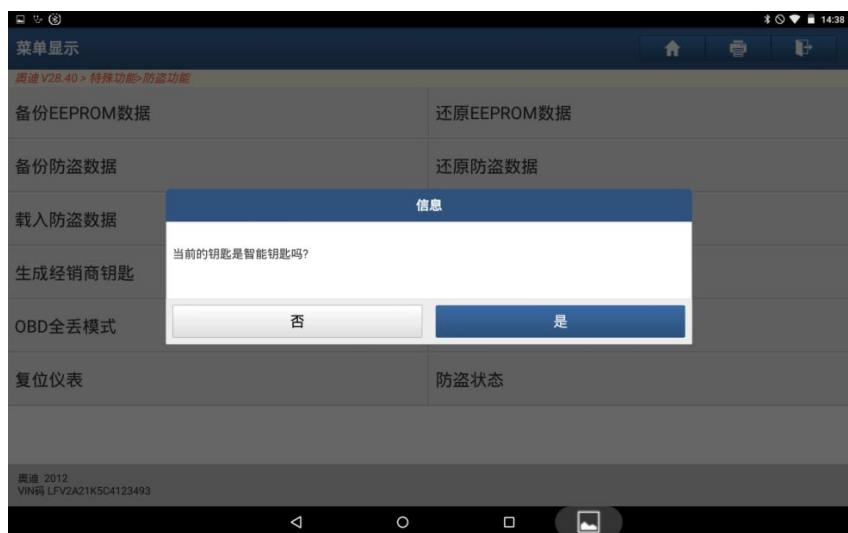 14:38
菜单显示
奥迪 V28.40 > 特殊功能>防盗功能
备份EEPROM数据
还原EEPROM数据
备份防盗数据
还原防盗数据
载入防盗数据
信息
当前的钥匙是智能钥匙吗?
生成经销商钥匙
否
是
OBD全丢模式
复位仪表
防盗状态
奥迪 2012
VIN码 LFV2A21K5C4123493